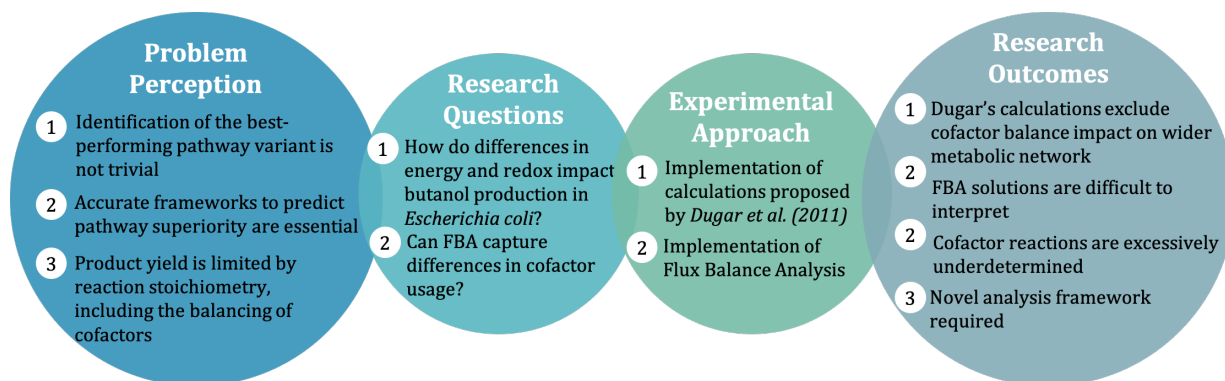 Problem
Perception
1 Identification of the best-
performing pathway variant is
not trivial
2 Accurate frameworks to predict
pathway superiority are essential
3 Product yield is limited by
reaction stoichiometry,
including the balancing of
cofactors
Research
Questions
1 How do differences in
energy and redox impact
butanol production in
Escherichia coli?
2 Can FBA capture
differences in cofactor
usage?
Experimental
Approach
1 Implementation of
calculations proposed
by Dugar et al. (2011)
2 Implementation of
Flux Balance Analysis
Research
Outcomes
1 Dugar's calculations exclude
cofactor balance impact on wider
metabolic network
2 FBA solutions are difficult to
interpret
2 Cofactor reactions are excessively
underdetermined
3 Novel analysis framework
required